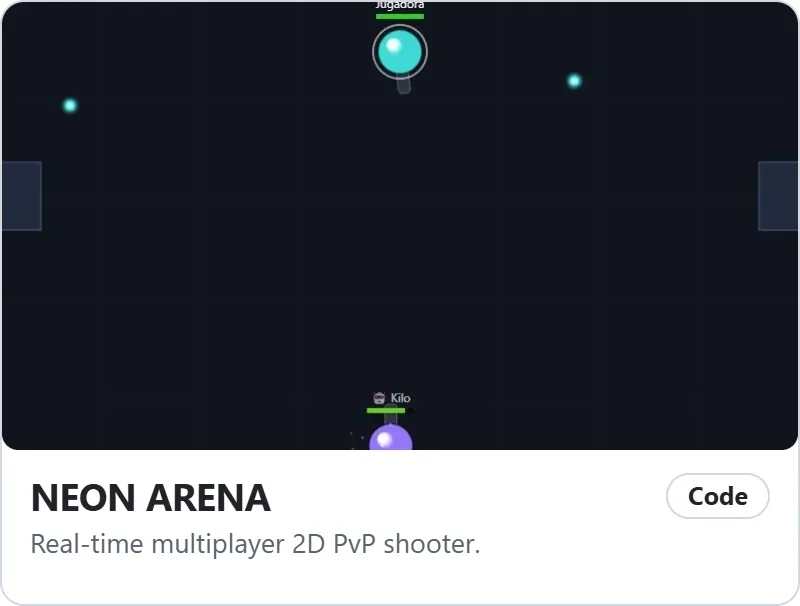 Jugadora
Kilo
NEON ARENA
Code
Real-time multiplayer 2D PvP shooter.